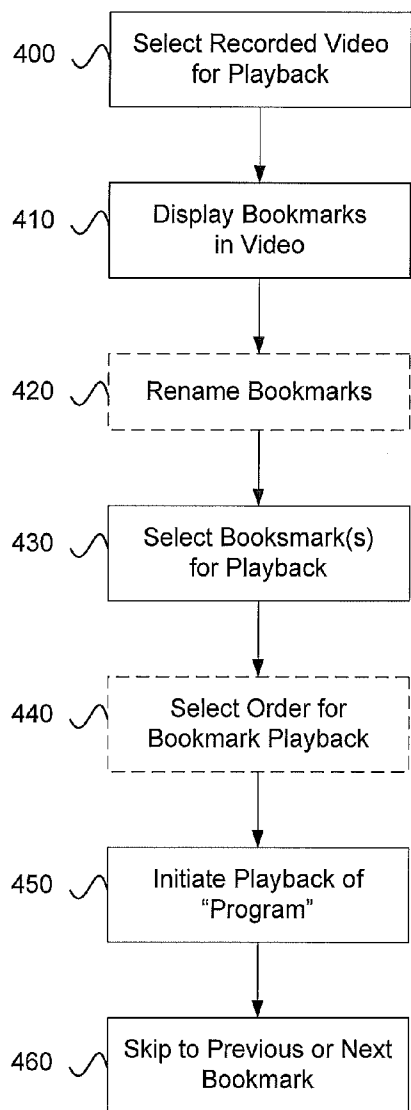 400
Select Recorded Video
for Playback
410
Display Bookmarks
in Video
420
Rename Bookmarks
430
Select Booksmark(s)
for Playback
440
Select Order for
Bookmark Playback
450
Initiate Playback of
“Program”
460
Skip to Previous or Next
Bookmark